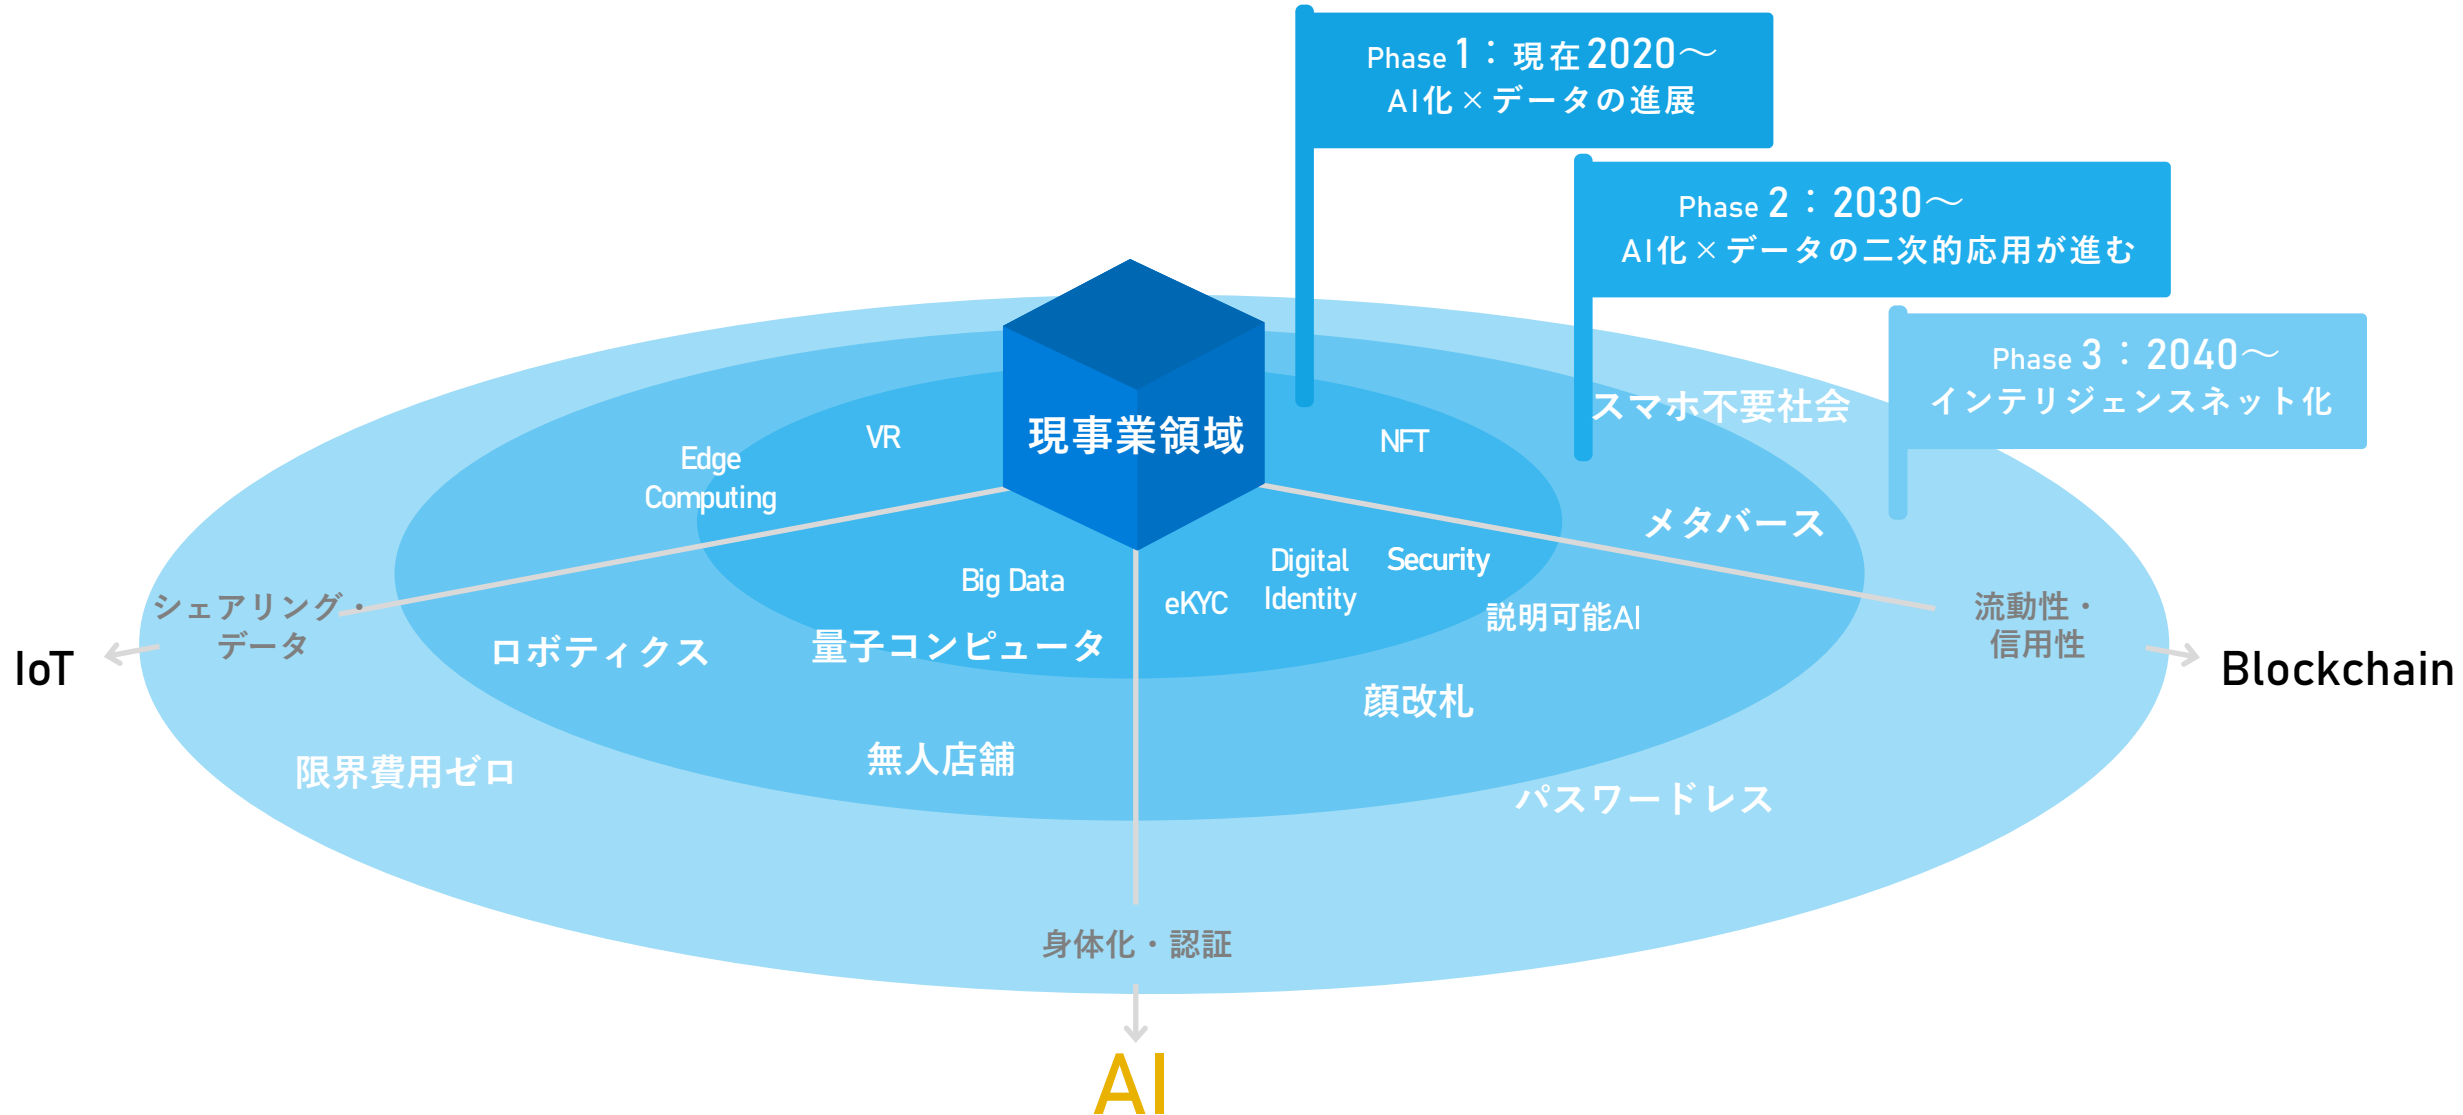 Phase 1：現在2020〜
AI化×データの進展
Phase 2：2030〜
AI化×データの二次的応用が進む
Phase 3：2040〜
インテリジェンスネット化
スマホ不要社会
現事業領域
VR
NFT
Edge
Computing
メタバース
Big Data
eKYC
Digital
Identity
Security
説明可能AI
シェアリング・
データ
流動性・
信用性
IoT
Blockchain
ロボティクス
量子コンピュータ
顔改札
無人店舗
限界費用ゼロ
パスワードレス
身体化・認証
AI